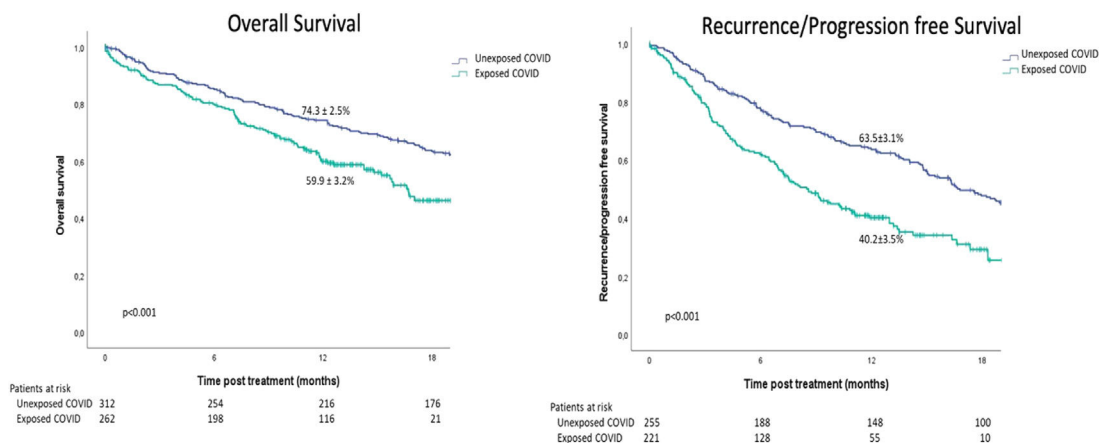 Overall Survival
Unexposed COVID
Exposed COVID
1,0
0,8
0,6
0,4
0,2
0,0
Overall survival
74.3 ± 2.5%
59.9 ± 3.2%
p<0.001
0 6 12 18
Time post treatment (months)
Patients at risk
Unexposed COVID 312 254 216 176
Exposed COVID 262 198 116 21
Recurrence/Progression free Survival
Unexposed COVID
Exposed COVID
1,0
0,8
0,6
0,4
0,2
0,0
Recurrence/progression free survival
63.5±3.1%
40.2±3.5%
p<0.001
0 6 12 18
Time post treatment (months)
Patients at risk
Unexposed COVID 255 188 148 100
Exposed COVID 221 128 55 10